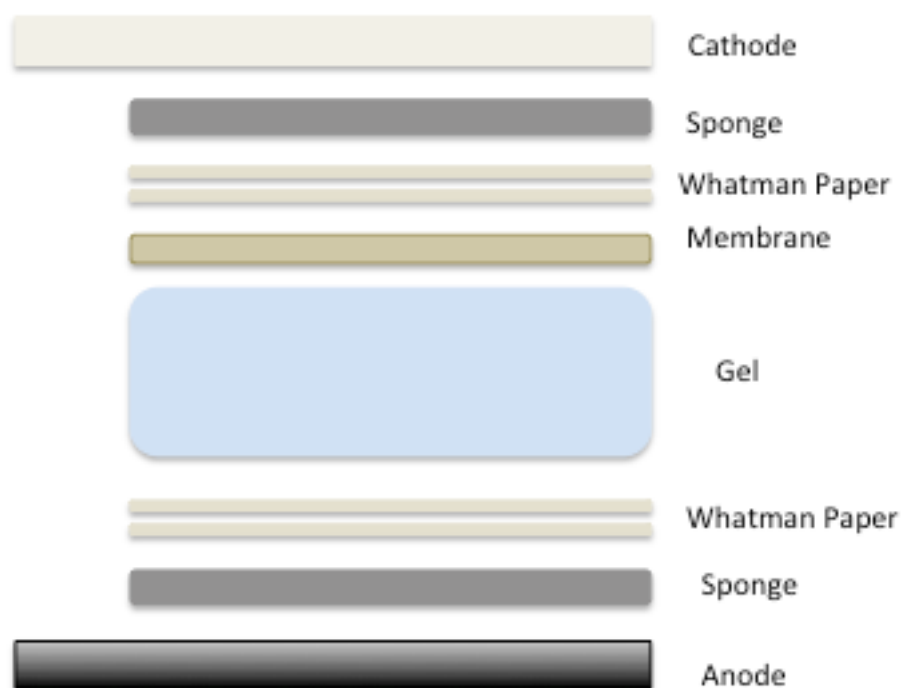 Cathode
Sponge
Whatman Paper
Membrane
Gel
Whatman Paper
Sponge
Anode